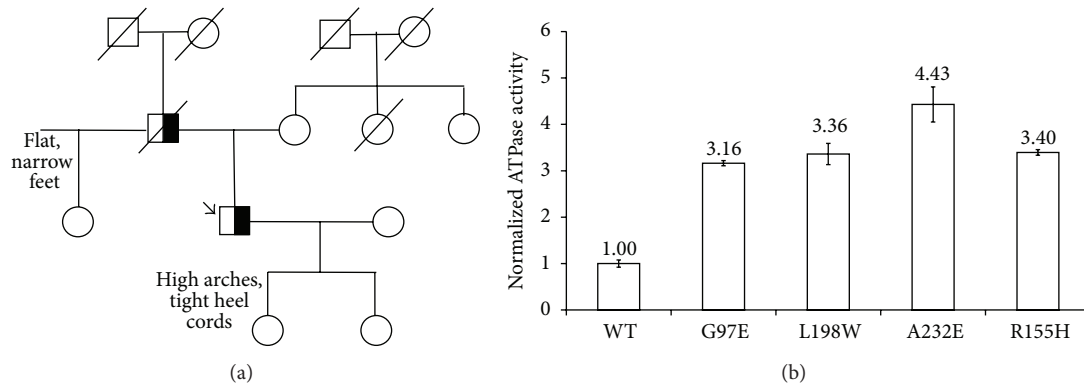 Flat,
narrow
feet
High arches,
tight heel
cords
(a)
Normalized ATPase activity
6
5
4
3
2
1
0
1.00
3.16
3.36
4.43
3.40
WT
G97E
L198W
A232E
R155H
(b)